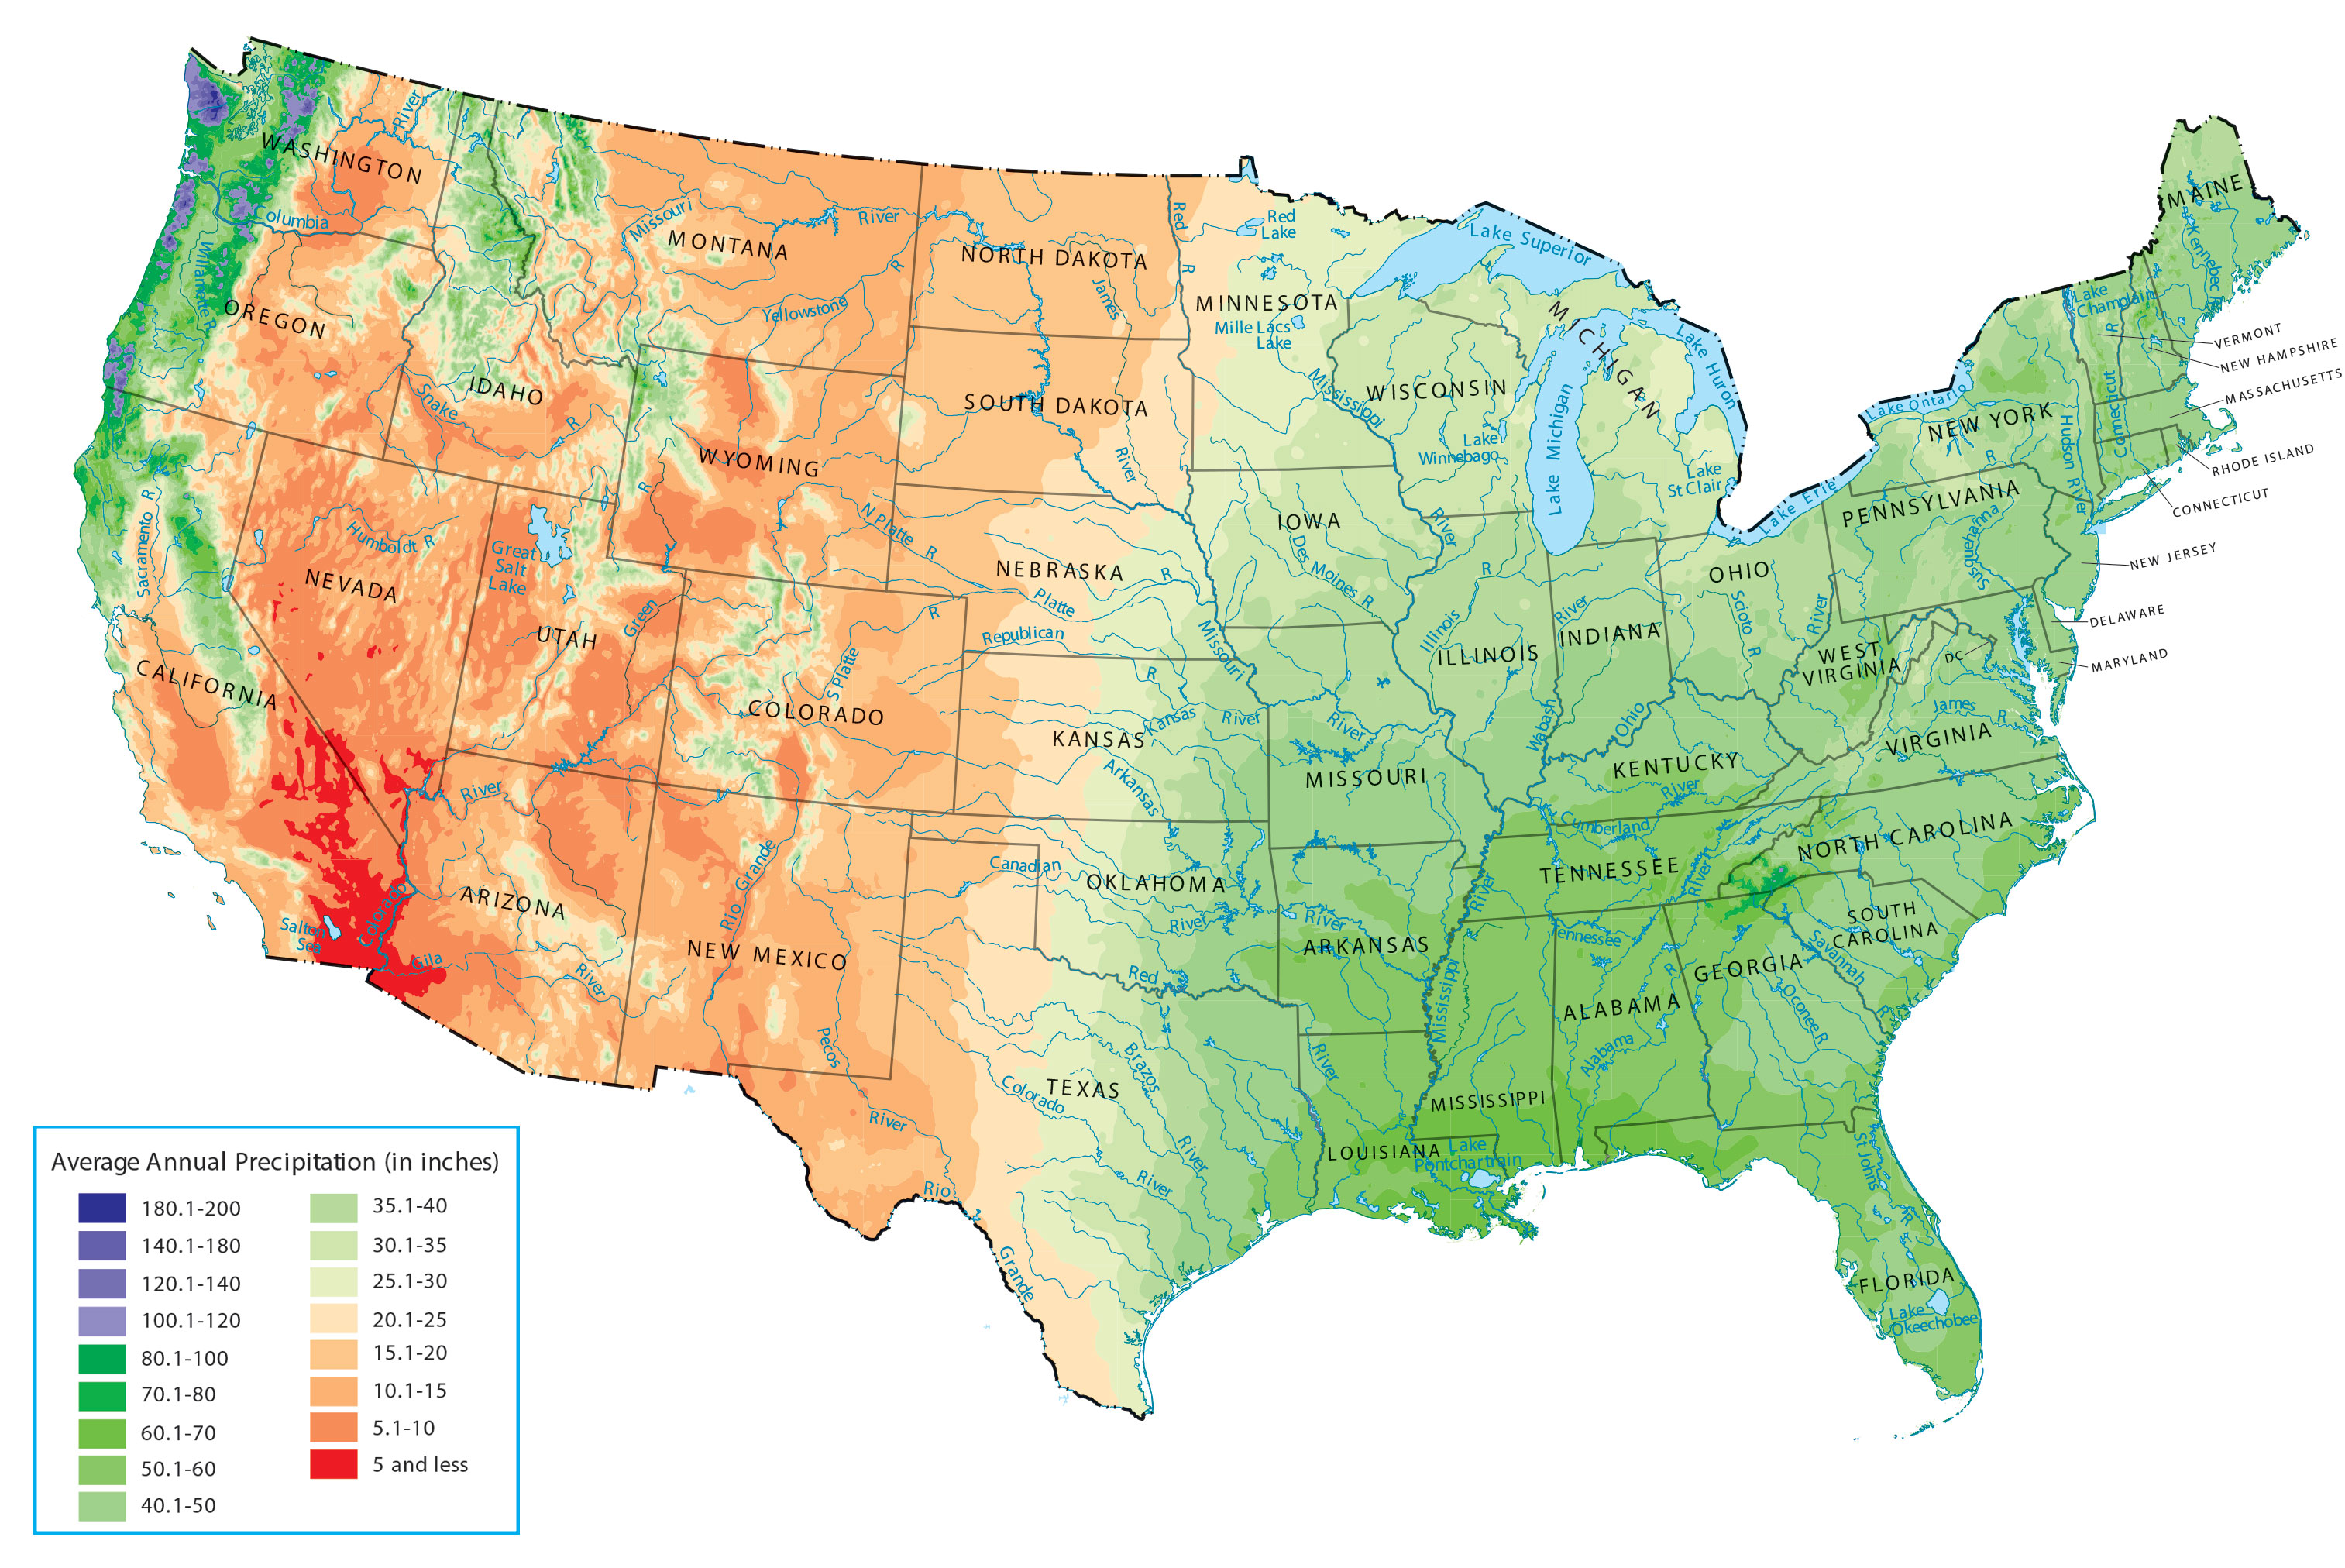 WASHINGTON
River
Columbia
Willamette R
OREGON
IDAHO
Snake
R
MONTANA
Missouri
River
Yellowstone
R
NORTH DAKOTA
James
Red
R
SOUTH DAKOTA
River
MINNESOTA
Red
Lake
Mille Lacs
Lake
Lake Superior
WISCONSIN
Mississippi
Lake
Winnebago
River
MICHIGAN
Lake Michigan
Lake Huron
Lake
St Clair
Lake Erie
Lake Ontario
NEW YORK
Hudson River
R
Lake
Champlain
Connecticut
R
MAINE
Kennebec R
VERMONT
NEW HAMPSHIRE
MASSACHUSETTS
RHODE ISLAND
CONNECTICUT
NEW JERSEY
DELAWARE
MARYLAND
DC
PENNSYLVANIA
Susquehanna
WYOMING
N Platte
R
R
R
NEBRASKA
Platte
R
Republican
R
IOWA
Des Moines R
Missouri
River
ILLINOIS
Illinois
R
INDIANA
River
Wabash
OHIO
Scioto
R
River
Ohio
WEST
VIRGINIA
VIRGINIA
James
R
KENTUCKY
River
Cumberland
TENNESSEE
Tennessee
River
NORTH CAROLINA
SOUTH
CAROLINA
Savannah
R
GEORGIA
Oconee R
ALABAMA
Alabama
R
MISSISSIPPI
Mississippi
River
LOUISIANA
Lake
Pontchartrain
FLORIDA
St Johns
R
Lake
Okeechobee
ARKANSAS
River
MISSOURI
River
KANSAS
Kansas
Arkansas
OKLAHOMA
Canadian
River
Red
River
TEXAS
Brazos
River
Colorado
River
Rio
Grande
Pecos
River
NEW MEXICO
Rio Grande
COLORADO
S Platte
R
UTAH
Green
Great
Salt
Lake
NEVADA
Humboldt R
CALIFORNIA
Sacramento R
Salton
Sea
Colorado
River
ARIZONA
Gila
River
Average Annual Precipitation (in inches)
180.1-200
140.1-180
120.1-140
100.1-120
80.1-100
70.1-80
60.1-70
50.1-60
40.1-50
35.1-40
30.1-35
25.1-30
20.1-25
15.1-20
10.1-15
5.1-10
5 and less